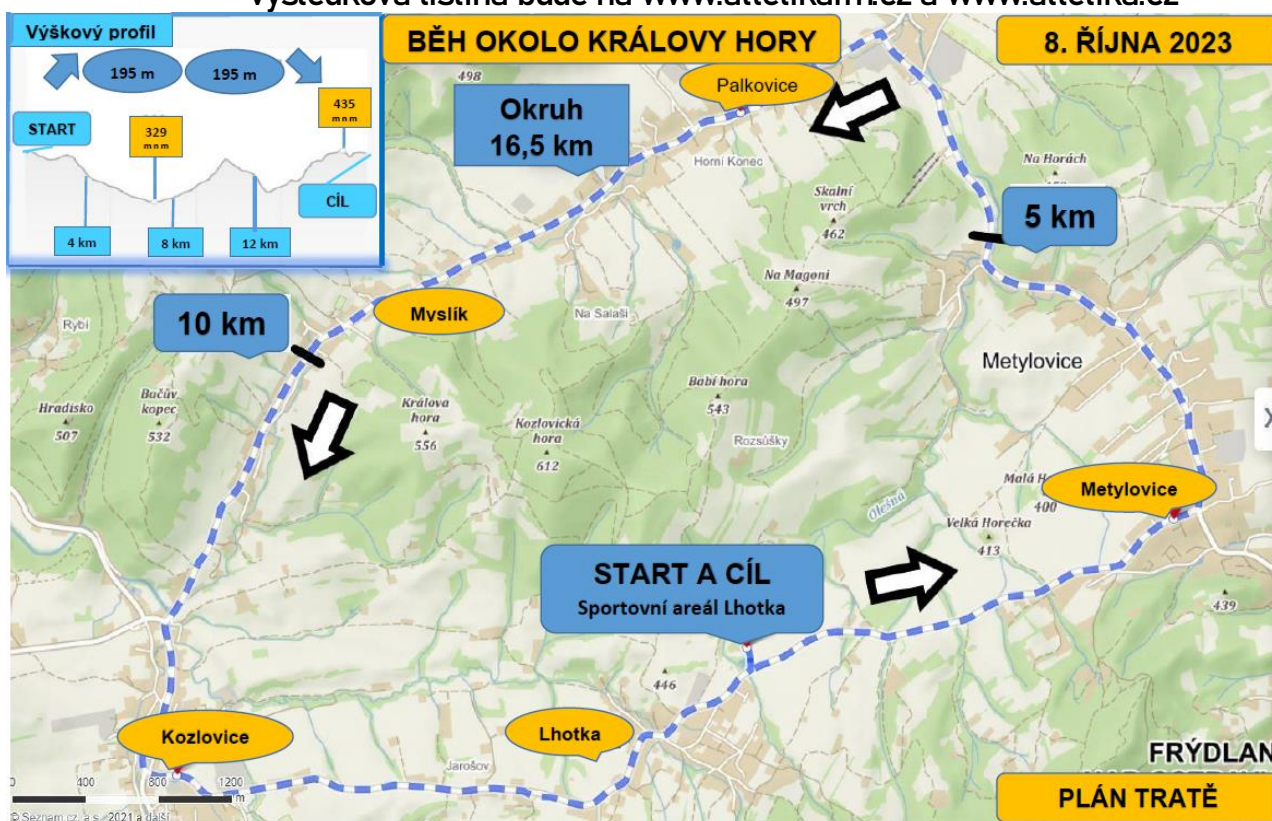 Výškový profil
195 m
195 m
START
329
m n m
435
m n m
CÍL
4 km
8 km
12 km
BĚH OKOLO KRÁLOVY HORY
8. ŘÍJNA 2023
498
Palkovice
Okruh
16,5 km
Horní Konec
Na Horách
Skalní
vrch
462
5 km
Na Magoni
497
10 km
Myslík
Na Salaši
Rybí
Metylovice
Hradisko
507
Bačův
kopec
532
Králova
hora
556
Kozlovická
hora
612
Babí hora
543
Rozsůšky
Malá H
400
Metylovice
Olešná
Velká Horečka
413
START A CÍL
Sportovní areál Lhotka
439
446
Kozlovice
Lhotka
Jarošov
FRÝDLAN
0 400 800 1200
m
PLÁN TRATĚ
© Seznam.cz, a.s., 2021 a další